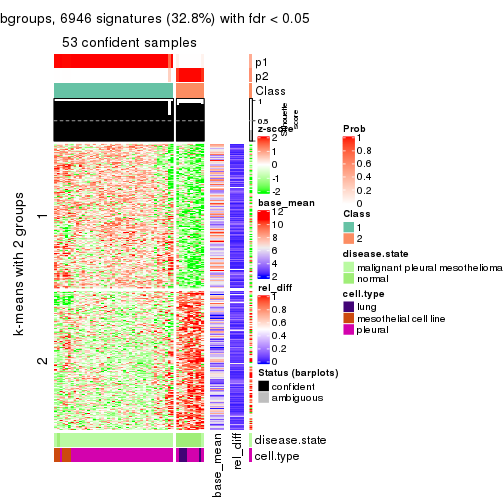 bgroups, 6946 signatures (32.8%) with fdr < 0.05
53 confident samples
p1
p2
Class
1
0.5
0
Silhouette
score
k-means with 2 groups
1
2
z-score
2
1
0
-1
-2
base_mean
12
10
8
6
4
2
rel_diff
1
0.8
0.6
0.4
0.2
0
Status (barplots)
confident
ambiguous
Prob
1
0.8
0.6
0.4
0.2
0
Class
1
2
disease.state
malignant pleural mesothelioma
normal
cell.type
lung
mesothelial cell line
pleural
disease.state
cell.type
base_mean
rel_diff